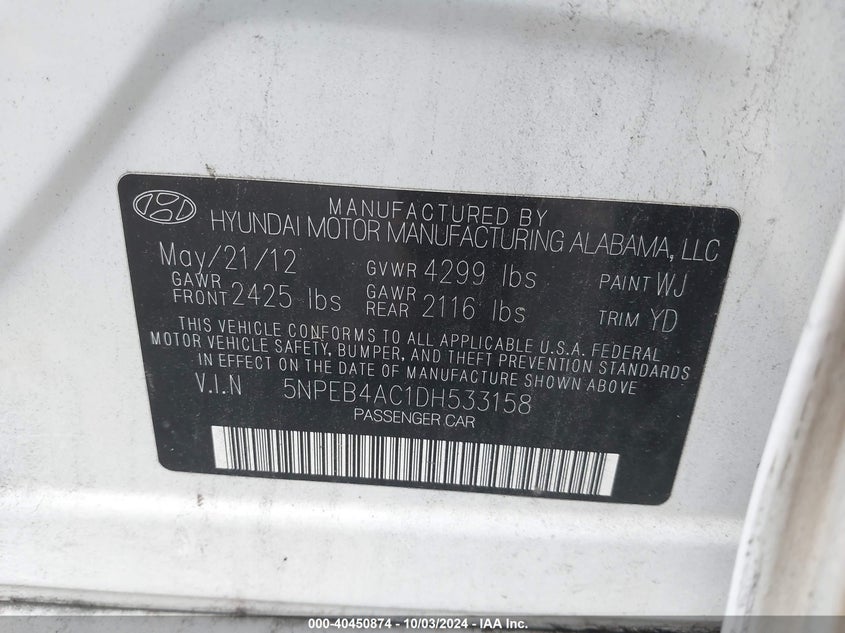 MANUFACTURED BY
HYUNDAI MOTOR MANUFACTURING ALABAMA, LLC
May/21/12 GVWR 4299 lbs PAINT WJ
GAWR FRONT 2425 lbs GAWR REAR 2116 lbs TRIM YD
THIS VEHICLE CONFORMS TO ALL APPLICABLE U.S.A. FEDERAL
MOTOR VEHICLE SAFETY, BUMPER, AND THEFT PREVENTION STANDARDS
IN EFFECT ON THE DATE OF MANUFACTURE SHOWN ABOVE
V.I.N 5NPEB4AC1DH533158
PASSENGER CAR
000-40450874 - 10/03/2024 - IAA Inc.